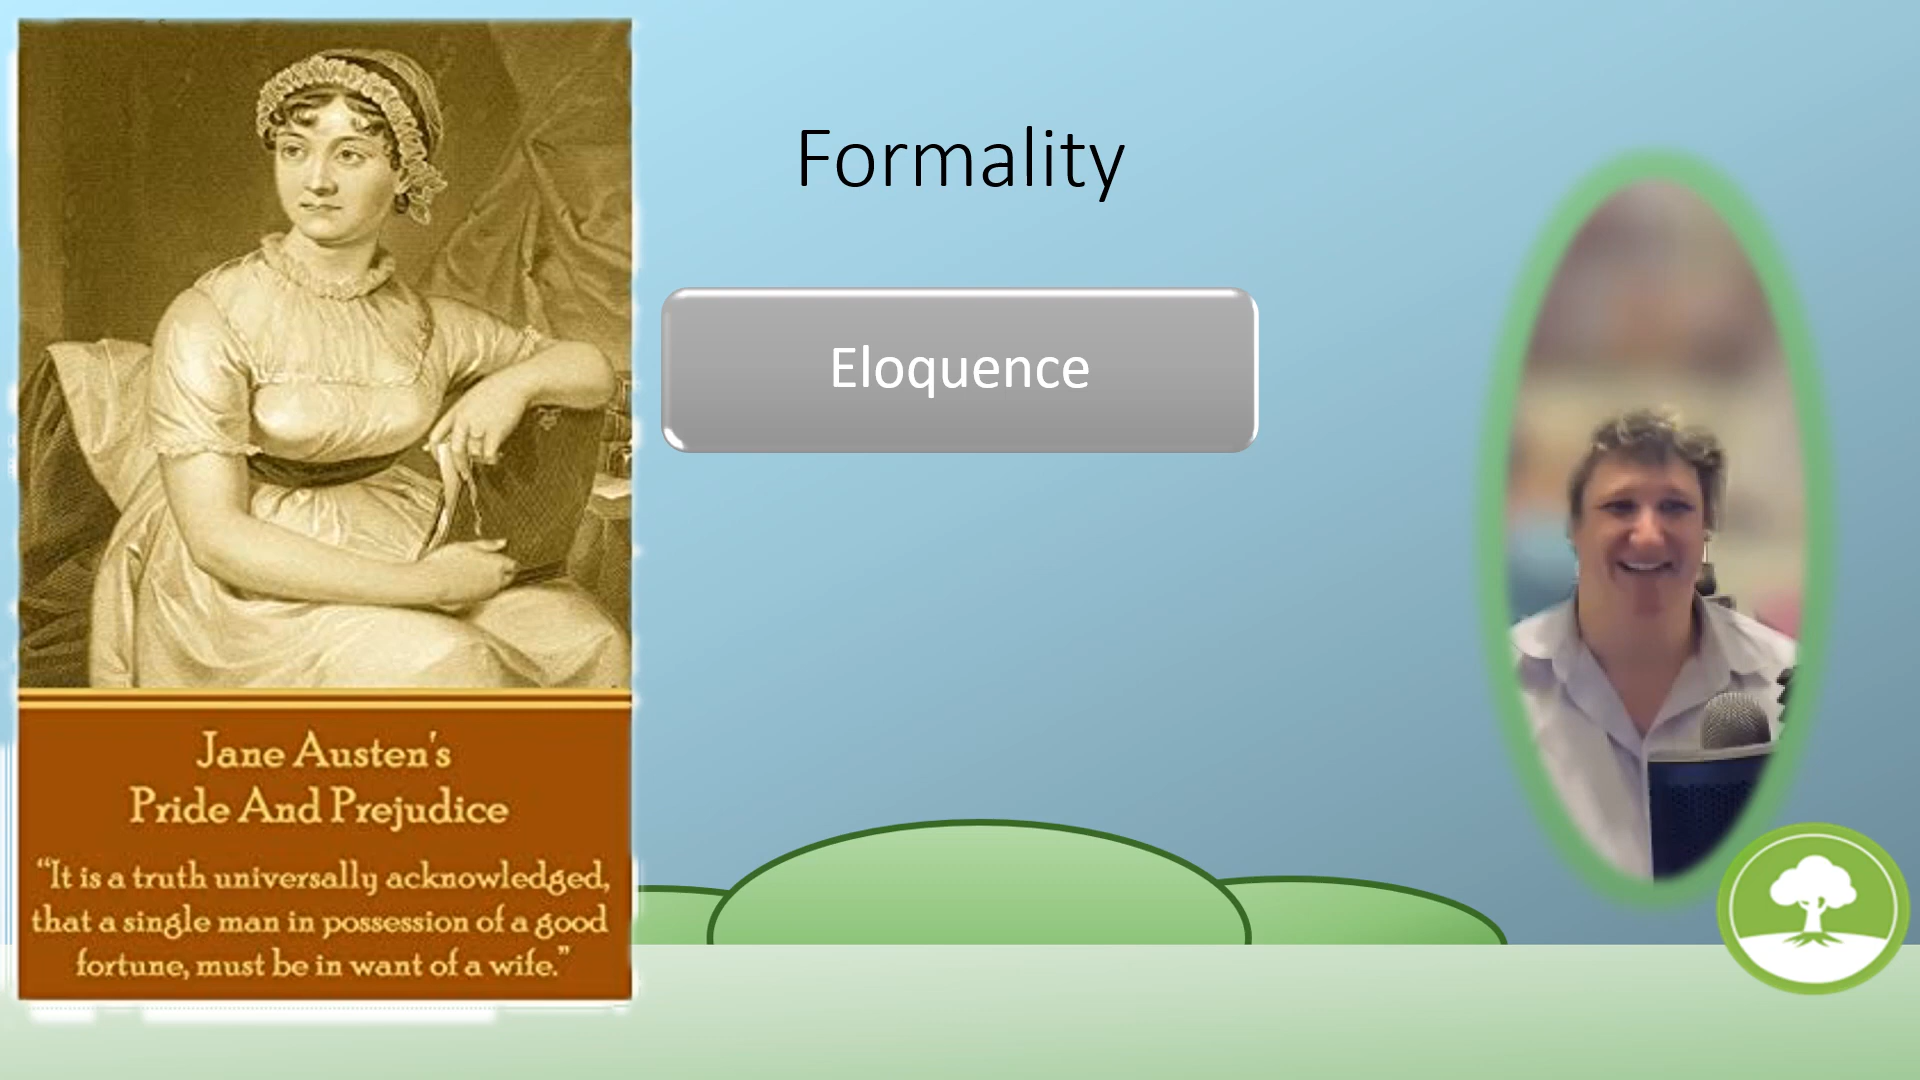 Formality
Eloquence
Jane Austen's
Pride And Prejudice
“It is a truth universally acknowledged,
that a single man in possession of a good
fortune, must be in want of a wife.”